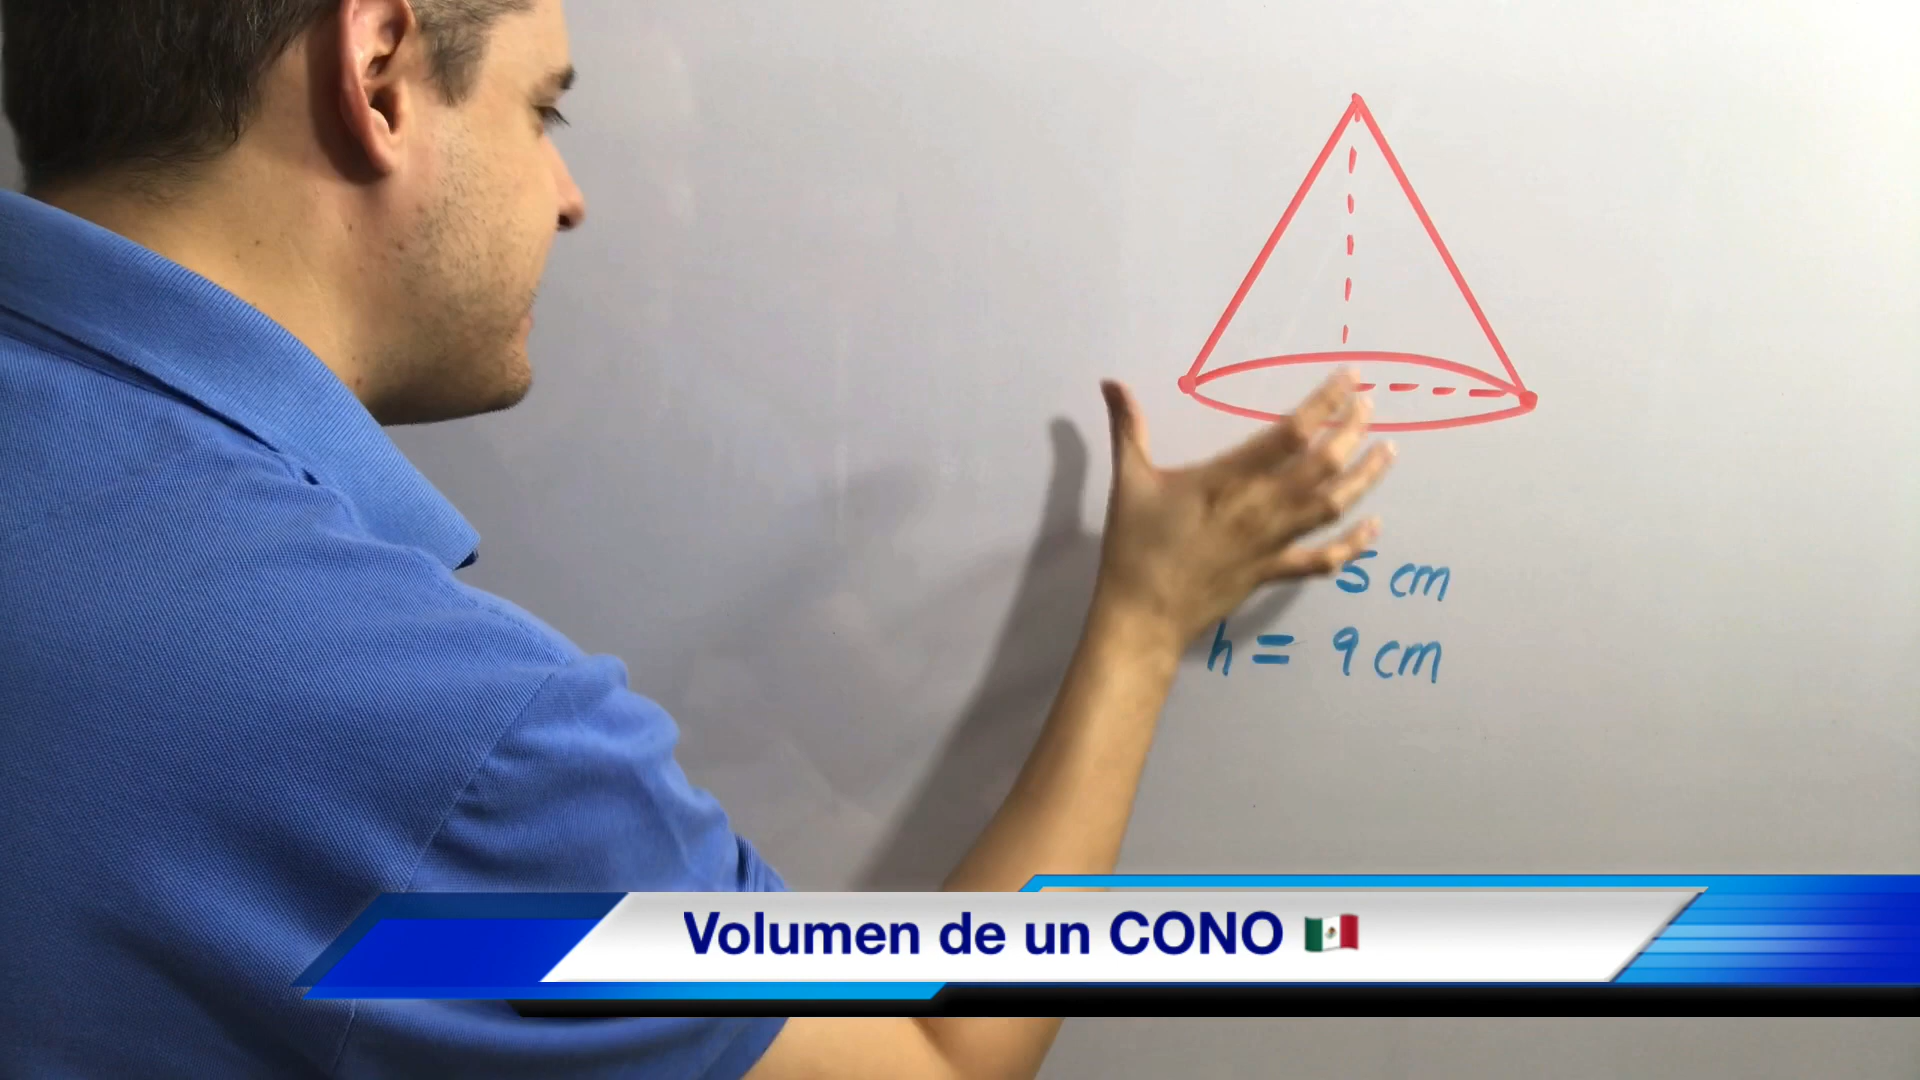 5 cm
h = 9 cm
Volumen de un CONO 🇲🇽